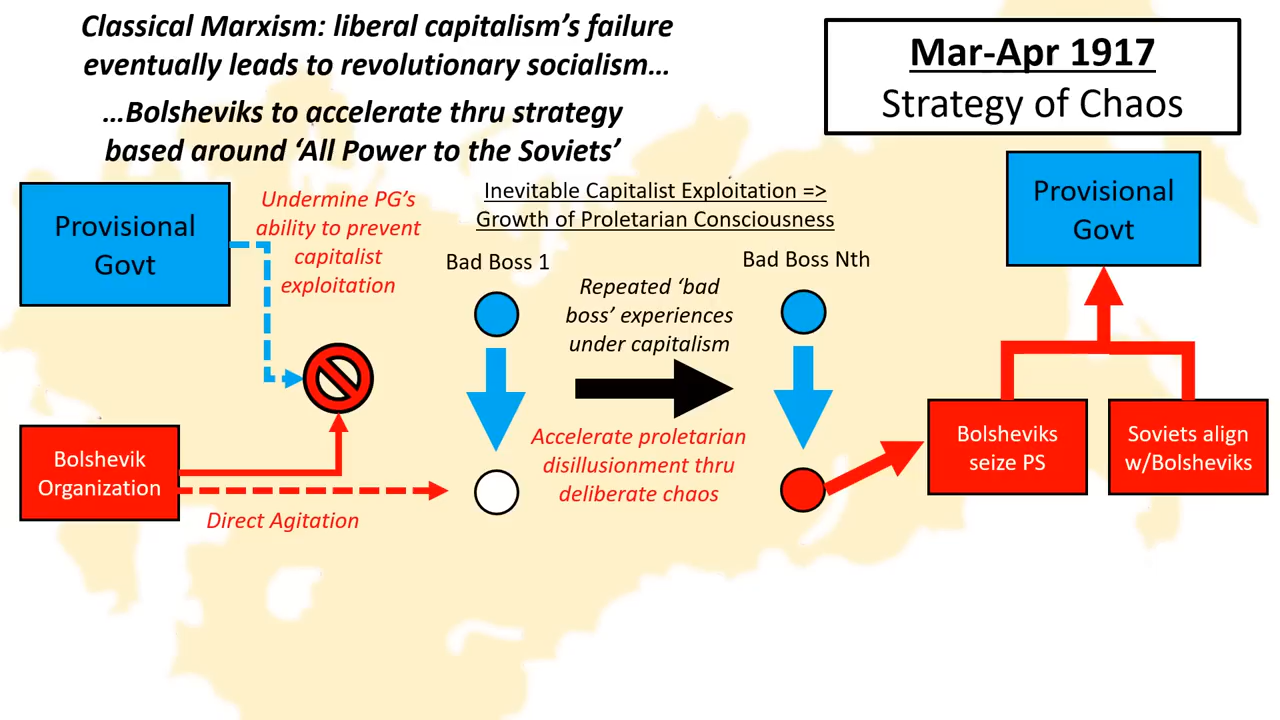 Classical Marxism: liberal capitalism’s failure
eventually leads to revolutionary socialism…
…Bolsheviks to accelerate thru strategy
based around ‘All Power to the Soviets’
Mar-Apr 1917
Strategy of Chaos
Provisional
Govt
Undermine PG’s
ability to prevent
capitalist
exploitation
Inevitable Capitalist Exploitation =>
Growth of Proletarian Consciousness
Bad Boss 1
Repeated ‘bad
boss’ experiences
under capitalism
Bad Boss Nth
Provisional
Govt
Bolshevik
Organization
Direct Agitation
Accelerate proletarian
disillusionment thru
deliberate chaos
Bolsheviks
seize PS
Soviets align
w/Bolsheviks